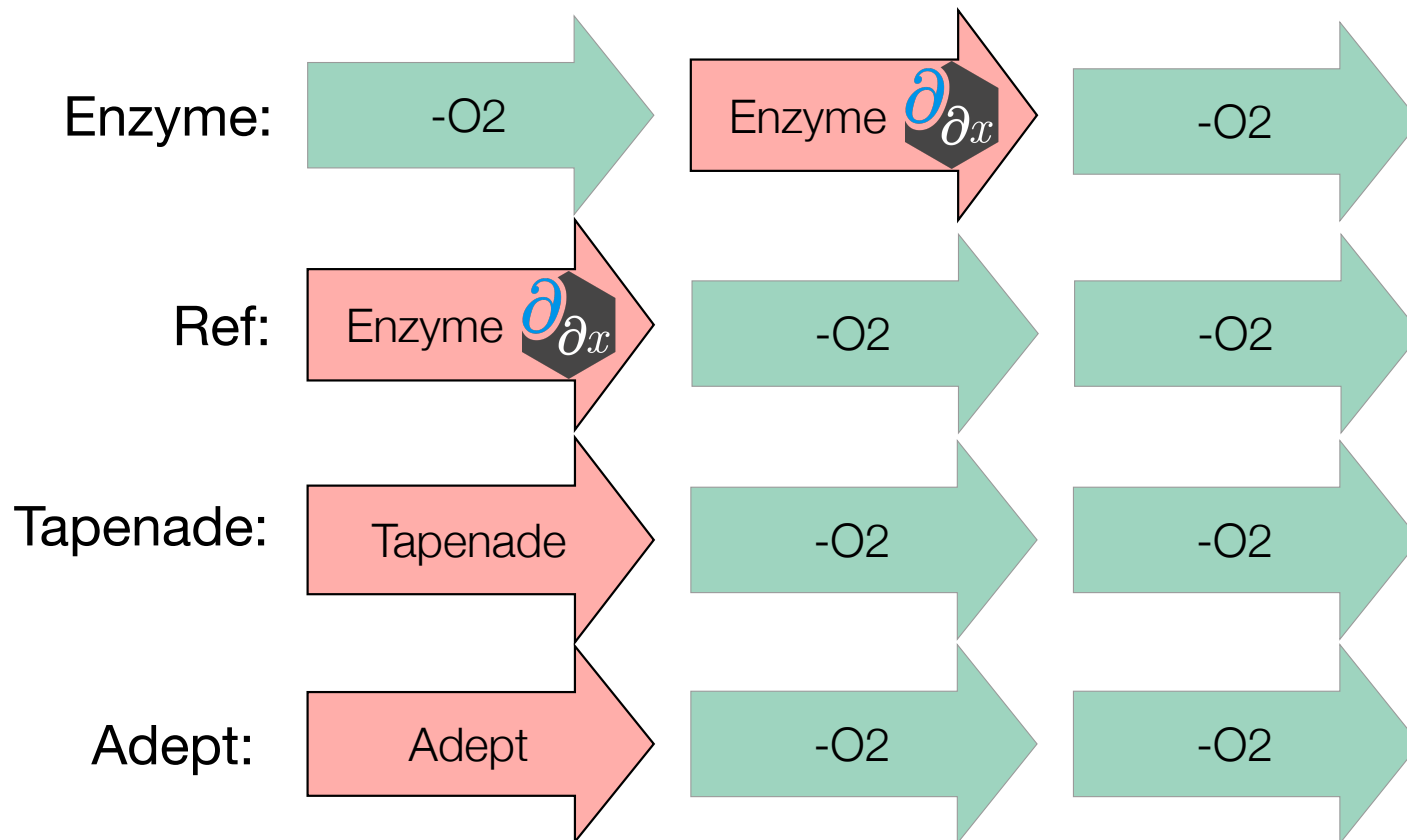 Enzyme: -O2 Enzyme ∂ ∂x -O2
Ref: Enzyme ∂ ∂x -O2 -O2
Tapenade: Tapenade -O2 -O2
Adept: Adept -O2 -O2